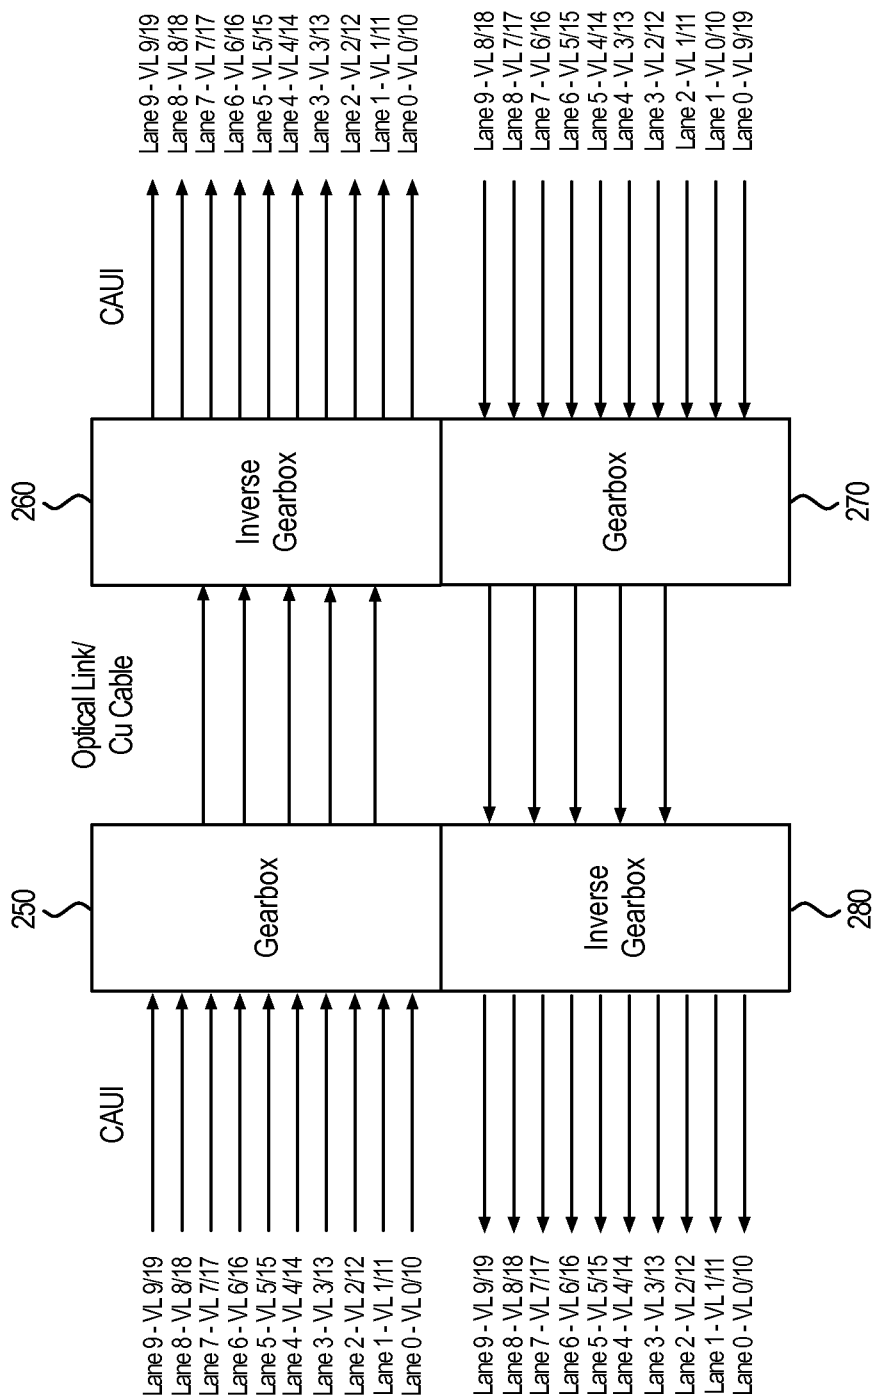 250
260
Optical Link/
Cu Cable
CAUI
CAUI
Lane 9 - VL 9/19
Lane 8 - VL 8/18
Lane 7 - VL 7/17
Lane 6 - VL 6/16
Lane 5 - VL 5/15
Lane 4 - VL 4/14
Lane 3 - VL 3/13
Lane 2 - VL 2/12
Lane 1 - VL 1/11
Lane 0 - VL 0/10
Gearbox
Inverse
Gearbox
Lane 9 - VL 9/19
Lane 8 - VL 8/18
Lane 7 - VL 7/17
Lane 6 - VL 6/16
Lane 5 - VL 5/15
Lane 4 - VL 4/14
Lane 3 - VL 3/13
Lane 2 - VL 2/12
Lane 1 - VL 1/11
Lane 0 - VL 0/10
Lane 9 - VL 9/19
Lane 8 - VL 8/18
Lane 7 - VL 7/17
Lane 6 - VL 6/16
Lane 5 - VL 5/15
Lane 4 - VL 4/14
Lane 3 - VL 3/13
Lane 2 - VL 2/12
Lane 1 - VL 1/11
Lane 0 - VL 0/10
Inverse
Gearbox
Gearbox
Lane 9 - VL 8/18
Lane 8 - VL 7/17
Lane 7 - VL 6/16
Lane 6 - VL 5/15
Lane 5 - VL 4/14
Lane 4 - VL 3/13
Lane 3 - VL 2/12
Lane 2 - VL 1/11
Lane 1 - VL 0/10
Lane 0 - VL 9/19
280
270